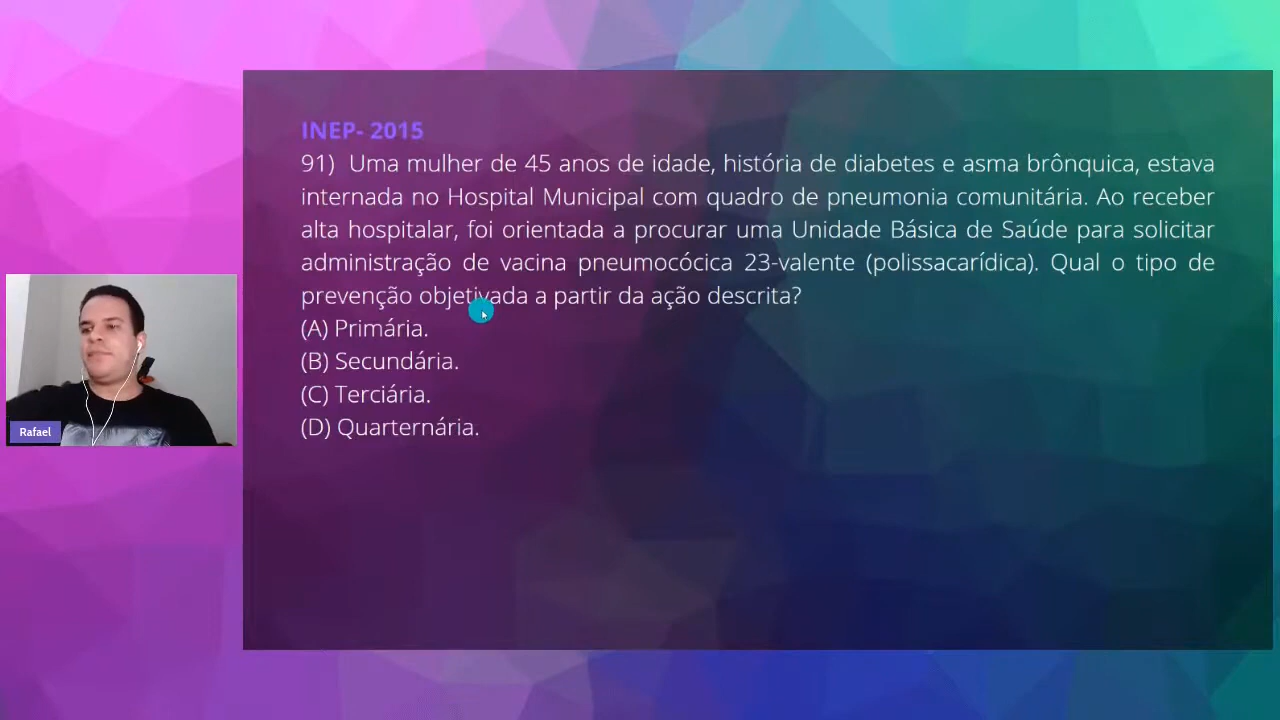 INEP- 2015
91) Uma mulher de 45 anos de idade, história de diabetes e asma brônquica, estava
internada no Hospital Municipal com quadro de pneumonia comunitária. Ao receber
alta hospitalar, foi orientada a procurar uma Unidade Básica de Saúde para solicitar
administração de vacina pneumocócica 23-valente (polissacarídica). Qual o tipo de
prevenção objetivada a partir da ação descrita?
(A) Primária.
(B) Secundária.
(C) Terciária.
(D) Quarternária.
Rafael